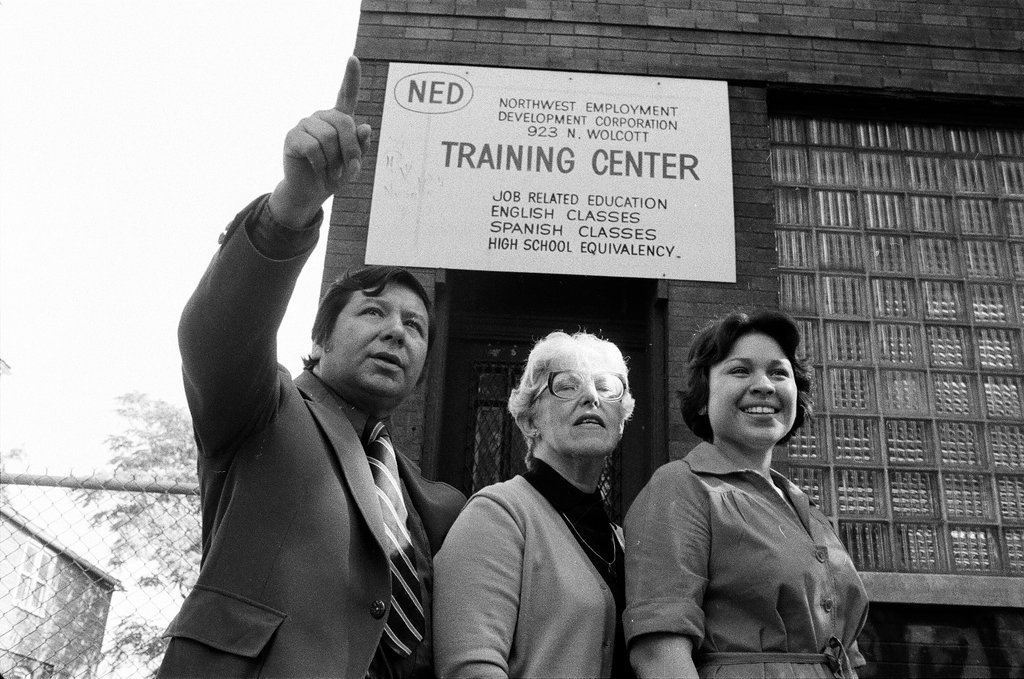 NED
NORTHWEST EMPLOYMENT
DEVELOPMENT CORPORATION
923 N. WOLCOTT
TRAINING CENTER
JOB RELATED EDUCATION
ENGLISH CLASSES
SPANISH CLASSES
HIGH SCHOOL EQUIVALENCY.